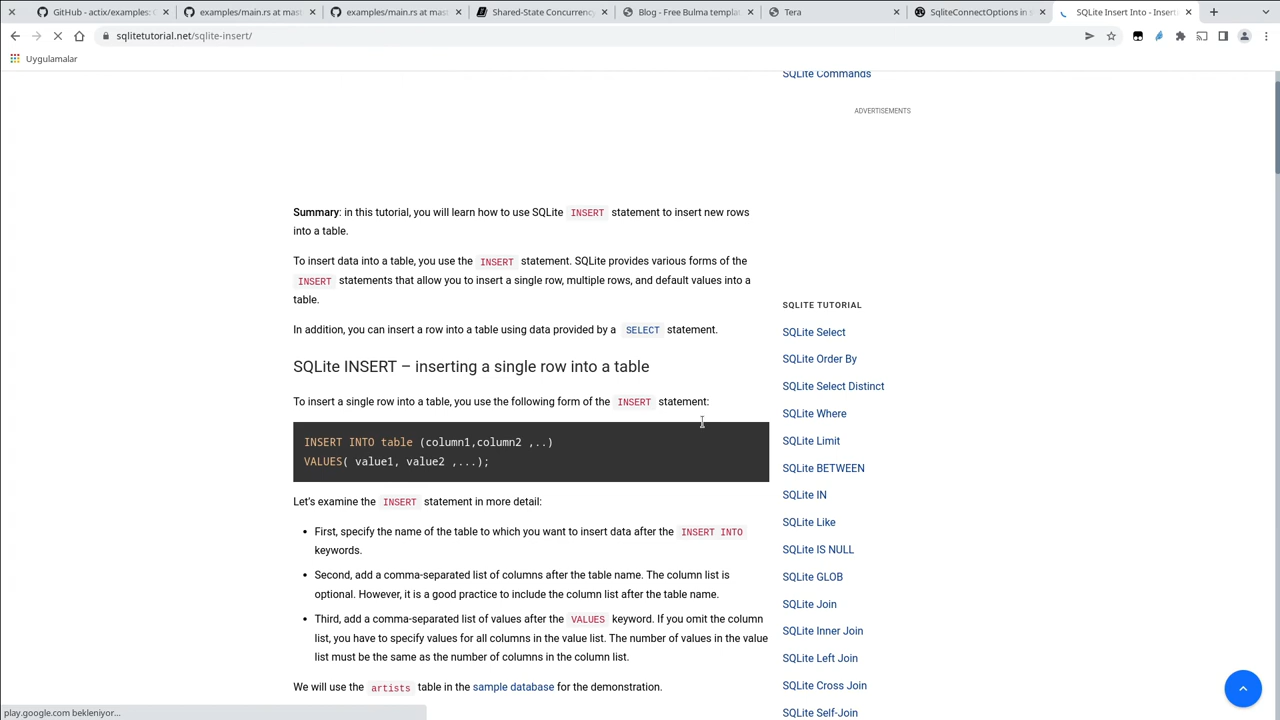 GitHub - actix/examples: C
examples/main.rs at mast
examples/main.rs at mast
Shared-State Concurrency
Blog - Free Bulma templat
Tera
SqliteConnectOptions in s
SQLite Insert Into - Insert
sqlitetutorial.net/sqlite-insert/
Uygulamalar
SQLite Commands
ADVERTISEMENTS
Summary: in this tutorial, you will learn how to use SQLite INSERT statement to insert new rows
into a table.
To insert data into a table, you use the INSERT statement. SQLite provides various forms of the
INSERT statements that allow you to insert a single row, multiple rows, and default values into a
table.
In addition, you can insert a row into a table using data provided by a SELECT statement.
SQLite INSERT – inserting a single row into a table
To insert a single row into a table, you use the following form of the INSERT statement:
INSERT INTO table (column1,column2 ,..)
VALUES( value1, value2 ,...);
Let's examine the INSERT statement in more detail:
• First, specify the name of the table to which you want to insert data after the INSERT INTO
keywords.
• Second, add a comma-separated list of columns after the table name. The column list is
optional. However, it is a good practice to include the column list after the table name.
• Third, add a comma-separated list of values after the VALUES keyword. If you omit the column
list, you have to specify values for all columns in the value list. The number of values in the value
list must be the same as the number of columns in the column list.
We will use the artists table in the sample database for the demonstration.
SQLITE TUTORIAL
SQLite Select
SQLite Order By
SQLite Select Distinct
SQLite Where
SQLite Limit
SQLite BETWEEN
SQLite IN
SQLite Like
SQLite IS NULL
SQLite GLOB
SQLite Join
SQLite Inner Join
SQLite Left Join
SQLite Cross Join
SQLite Self-Join
play.google.com bekleniyor...